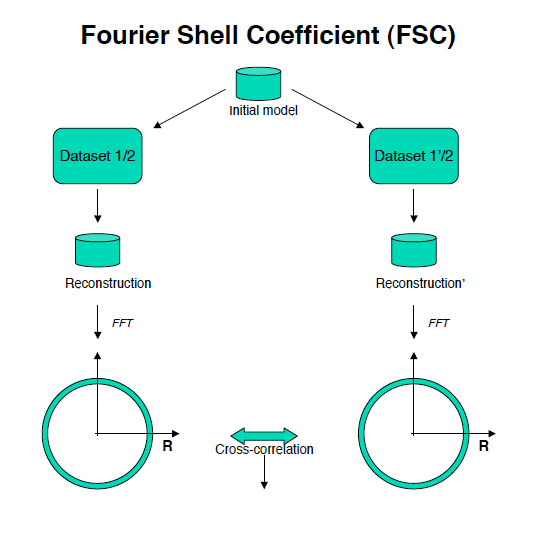 Fourier Shell Coefficient (FSC)
Initial model
Dataset 1/2
Dataset 1'/2
Reconstruction
Reconstruction'
FFT
FFT
R
R
Cross-correlation